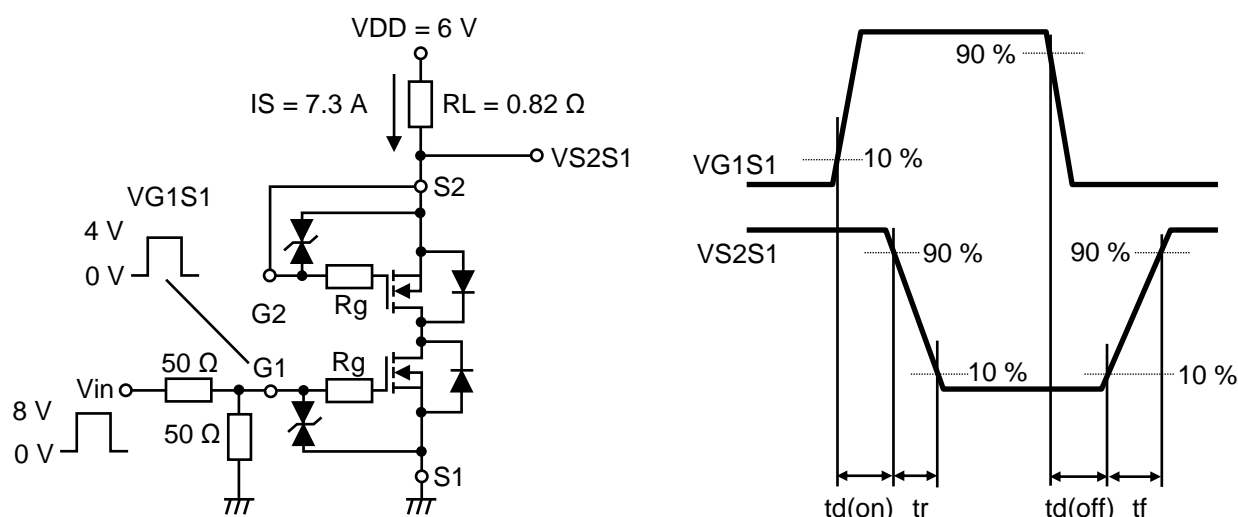 VDD = 6 V
IS = 7.3 A
RL = 0.82 Ω
VS2S1
S2
VG1S1
4 V
0 V
G2
Rg
Rg
50 Ω
G1
Vin
8 V
0 V
50 Ω
S1
90 %
10 %
VG1S1
VS2S1
90 %
90 %
10 %
10 %
td(on)
tr
td(off)
tf